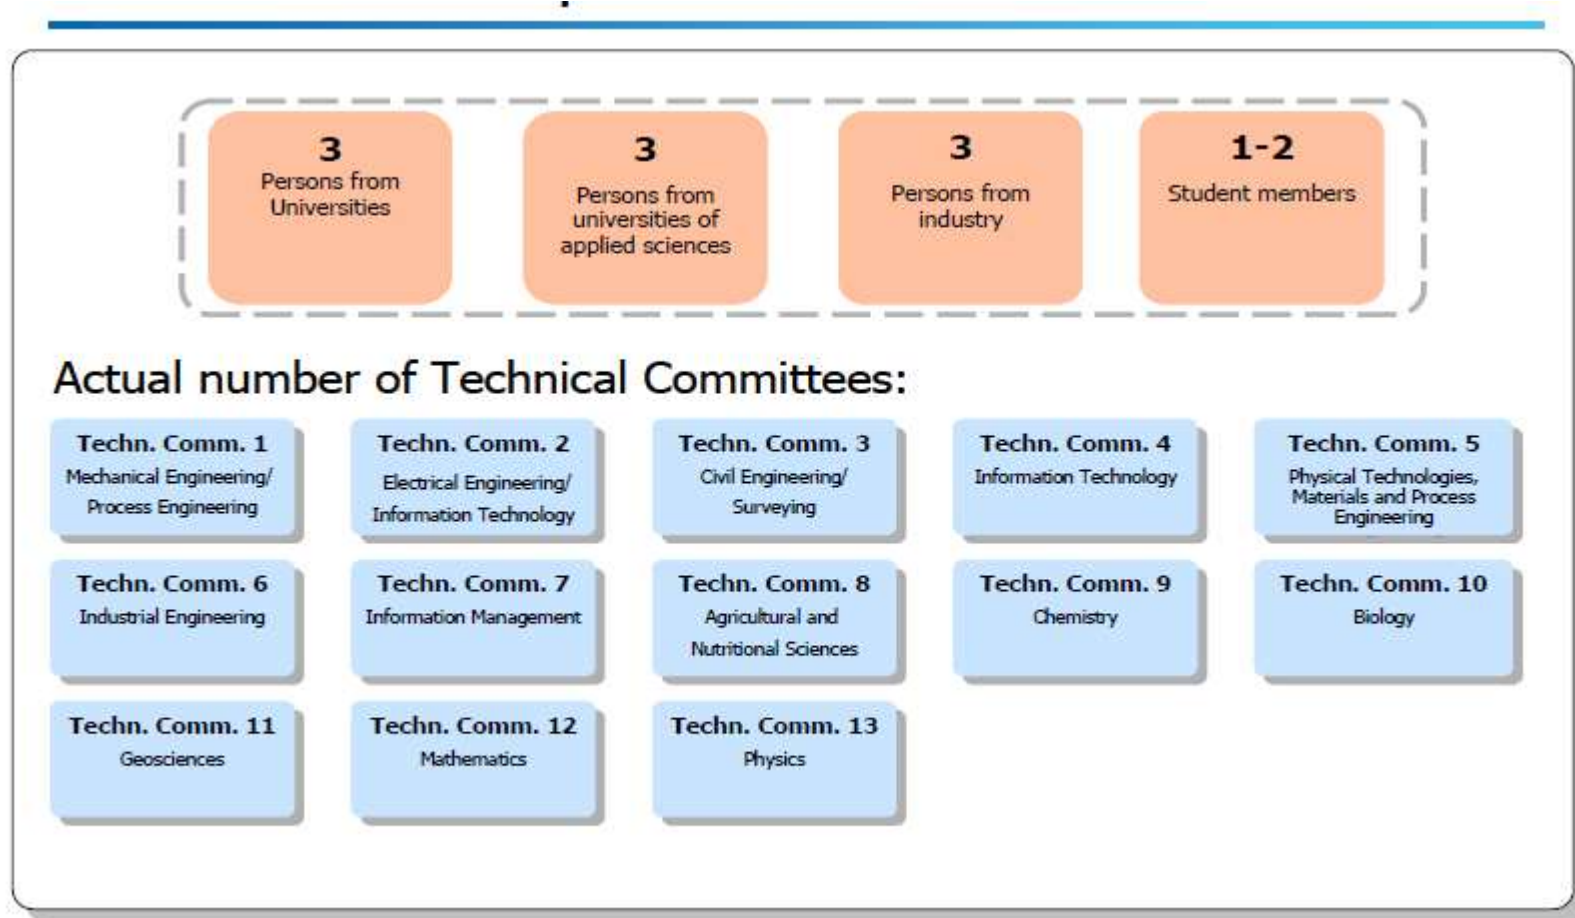 3
Persons from
Universities
3
Persons from
universities of
applied sciences
3
Persons from
industry
1-2
Student members
Actual number of Technical Committees:
Techn. Comm. 1
Mechanical Engineering/
Process Engineering
Techn. Comm. 2
Electrical Engineering/
Information Technology
Techn. Comm. 3
Civil Engineering/
Surveying
Techn. Comm. 4
Information Technology
Techn. Comm. 5
Physical Technologies,
Materials and Process
Engineering
Techn. Comm. 6
Industrial Engineering
Techn. Comm. 7
Information Management
Techn. Comm. 8
Agricultural and
Nutritional Sciences
Techn. Comm. 9
Chemistry
Techn. Comm. 10
Biology
Techn. Comm. 11
Geosciences
Techn. Comm. 12
Mathematics
Techn. Comm. 13
Physics